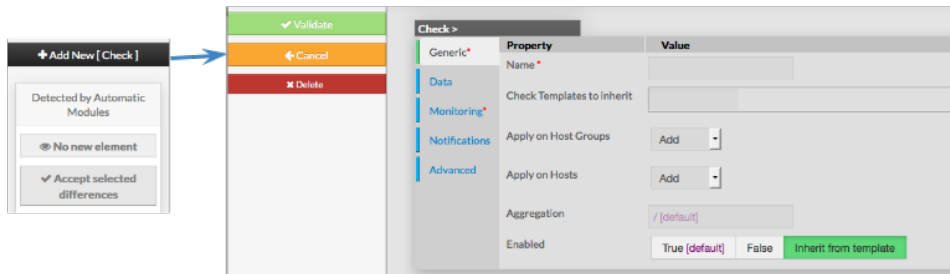 + Add New [ Check ]
Detected by Automatic
Modules
No new element
Accept selected
differences
Validate
Cancel
Delete
Check >
Generic*
Data
Monitoring*
Notifications
Advanced
Property Value
Name *
Check Templates to Inherit
Apply on Host Groups Add
Apply on Hosts Add
Aggregation / [default]
Enabled True [default] False Inherit from template